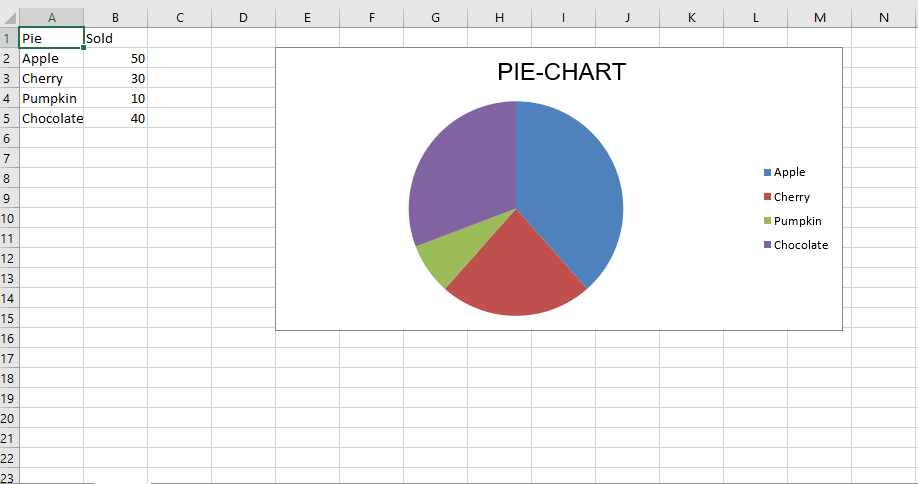 A B C D E F G H I J K L M N
1 Pie Sold
2 Apple 50
3 Cherry 30
4 Pumpkin 10
5 Chocolate 40
6
7
8
9
10
11
12
13
14
15
16
17
18
19
20
21
22
23
PIE-CHART
Apple
Cherry
Pumpkin
Chocolate